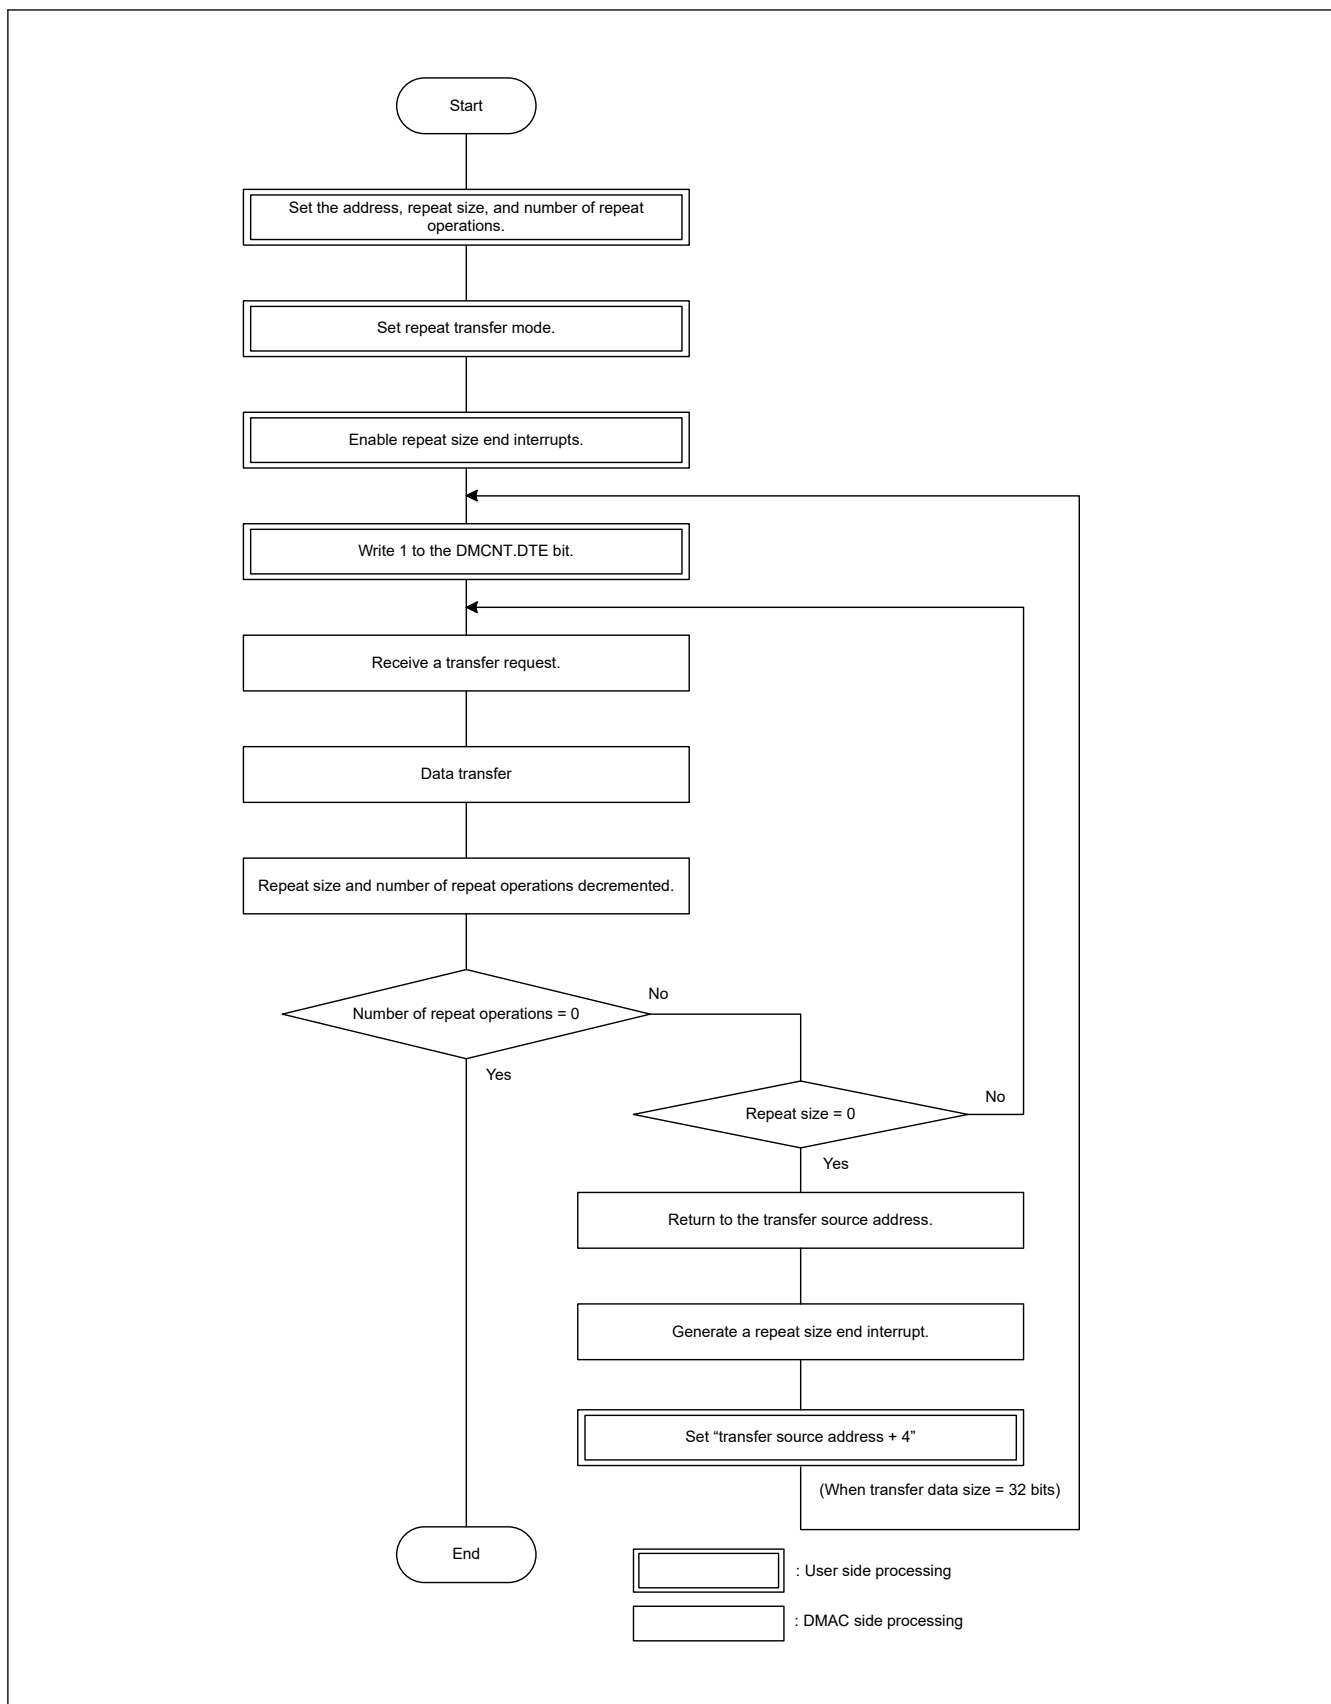 Start
Set the address, repeat size, and number of repeat
operations.
Set repeat transfer mode.
Enable repeat size end interrupts.
Write 1 to the DMCNT.DTE bit.
Receive a transfer request.
Data transfer
Repeat size and number of repeat operations decremented.
Number of repeat operations = 0
No
Yes
Repeat size = 0
No
Yes
Return to the transfer source address.
Generate a repeat size end interrupt.
Set “transfer source address + 4”
(When transfer data size = 32 bits)
End
: User side processing
: DMAC side processing